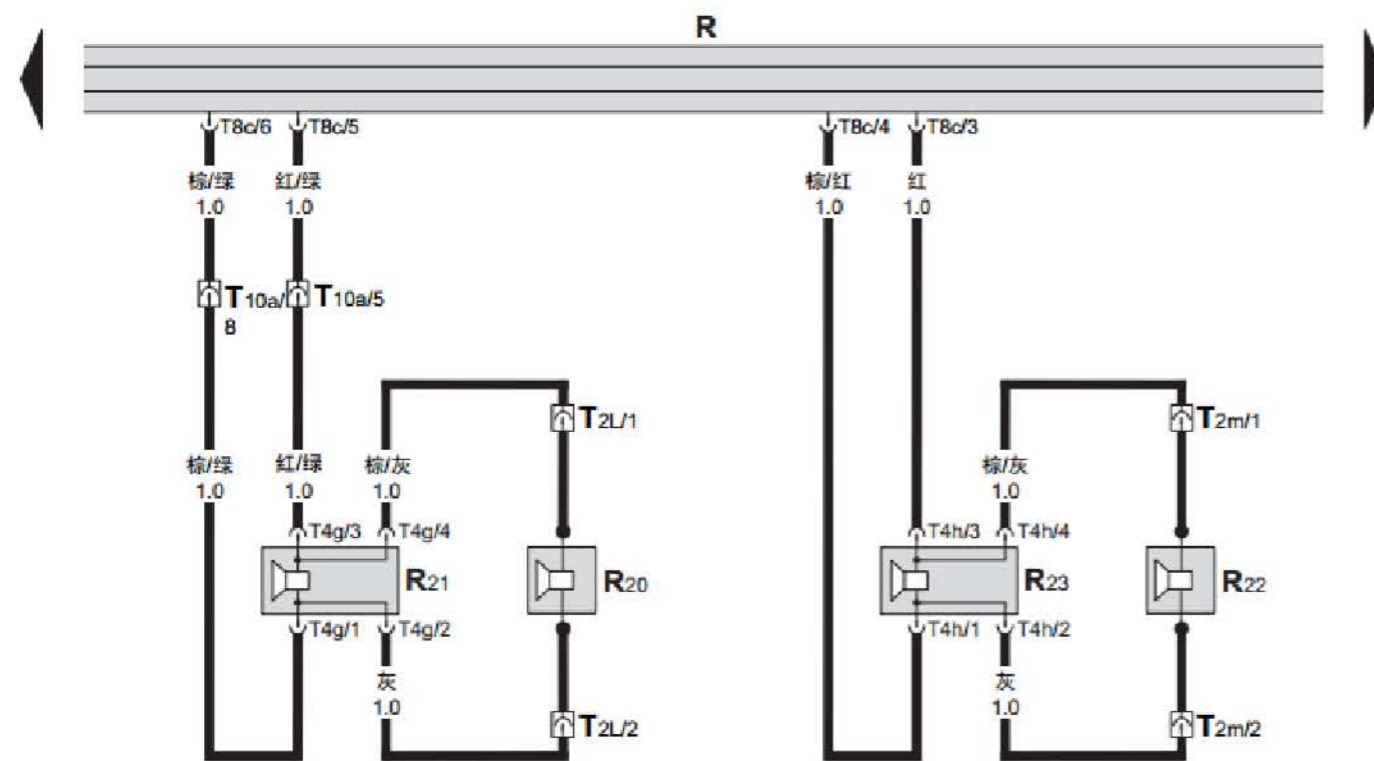 R
T8c/6 T8c/5 T8c/4 T8c/3
棕/绿 红/绿 棕/红 红
1.0 1.0 1.0 1.0
T10a/ T10a/5
8
T2L/1 T2m/1
棕/绿 红/绿 棕/灰 棕/灰
1.0 1.0 1.0 1.0
T4g/3 T4g/4 T4h/3 T4h/4
R21 R20 R23 R22
T4g/1 T4g/2 T4h/1 T4h/2
灰 灰
1.0 1.0
T2L/2 T2m/2